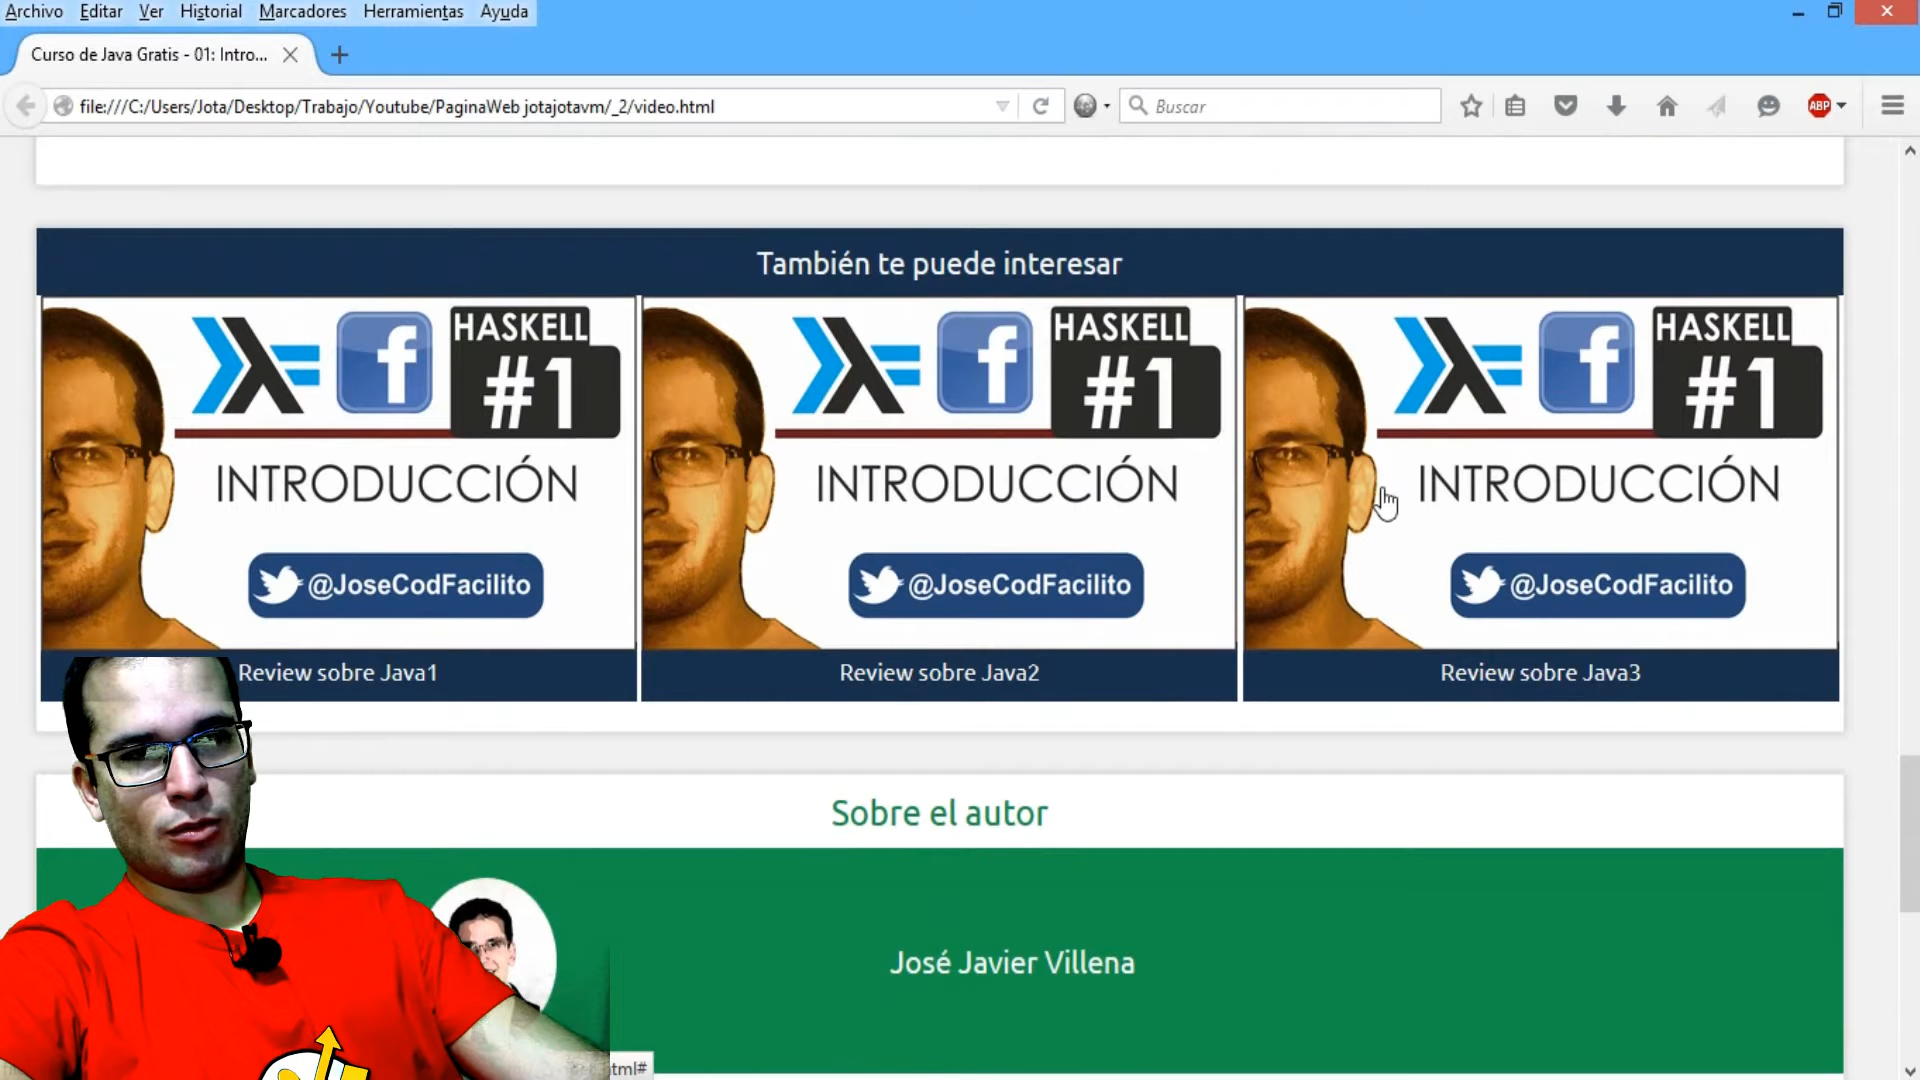 Archivo Editar Ver Historial Marcadores Herramientas Ayuda
Curso de Java Gratis - 01: Intro...
file:///C:/Users/Jota/Desktop/Trabajo/Youtube/PaginaWeb jotajotavm/_2/video.html
Buscar
ABP
También te puede interesar
f HASKELL
#1
INTRODUCCIÓN
@JoseCodFacilito
Review sobre Java1
f HASKELL
#1
INTRODUCCIÓN
@JoseCodFacilito
Review sobre Java2
f HASKELL
#1
INTRODUCCIÓN
@JoseCodFacilito
Review sobre Java3
Sobre el autor
José Javier Villena